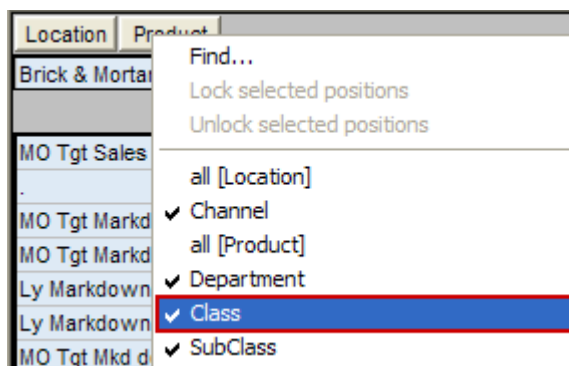 Location Product
Brick & Mortar
Find...
Lock selected positions
Unlock selected positions
MO Tgt Sales
.
all [Location]
MO Tgt Markd
Channel
MO Tgt Markd
all [Product]
Ly Markdown
Department
Ly Markdown
Class
MO Tgt Mkd d
SubClass